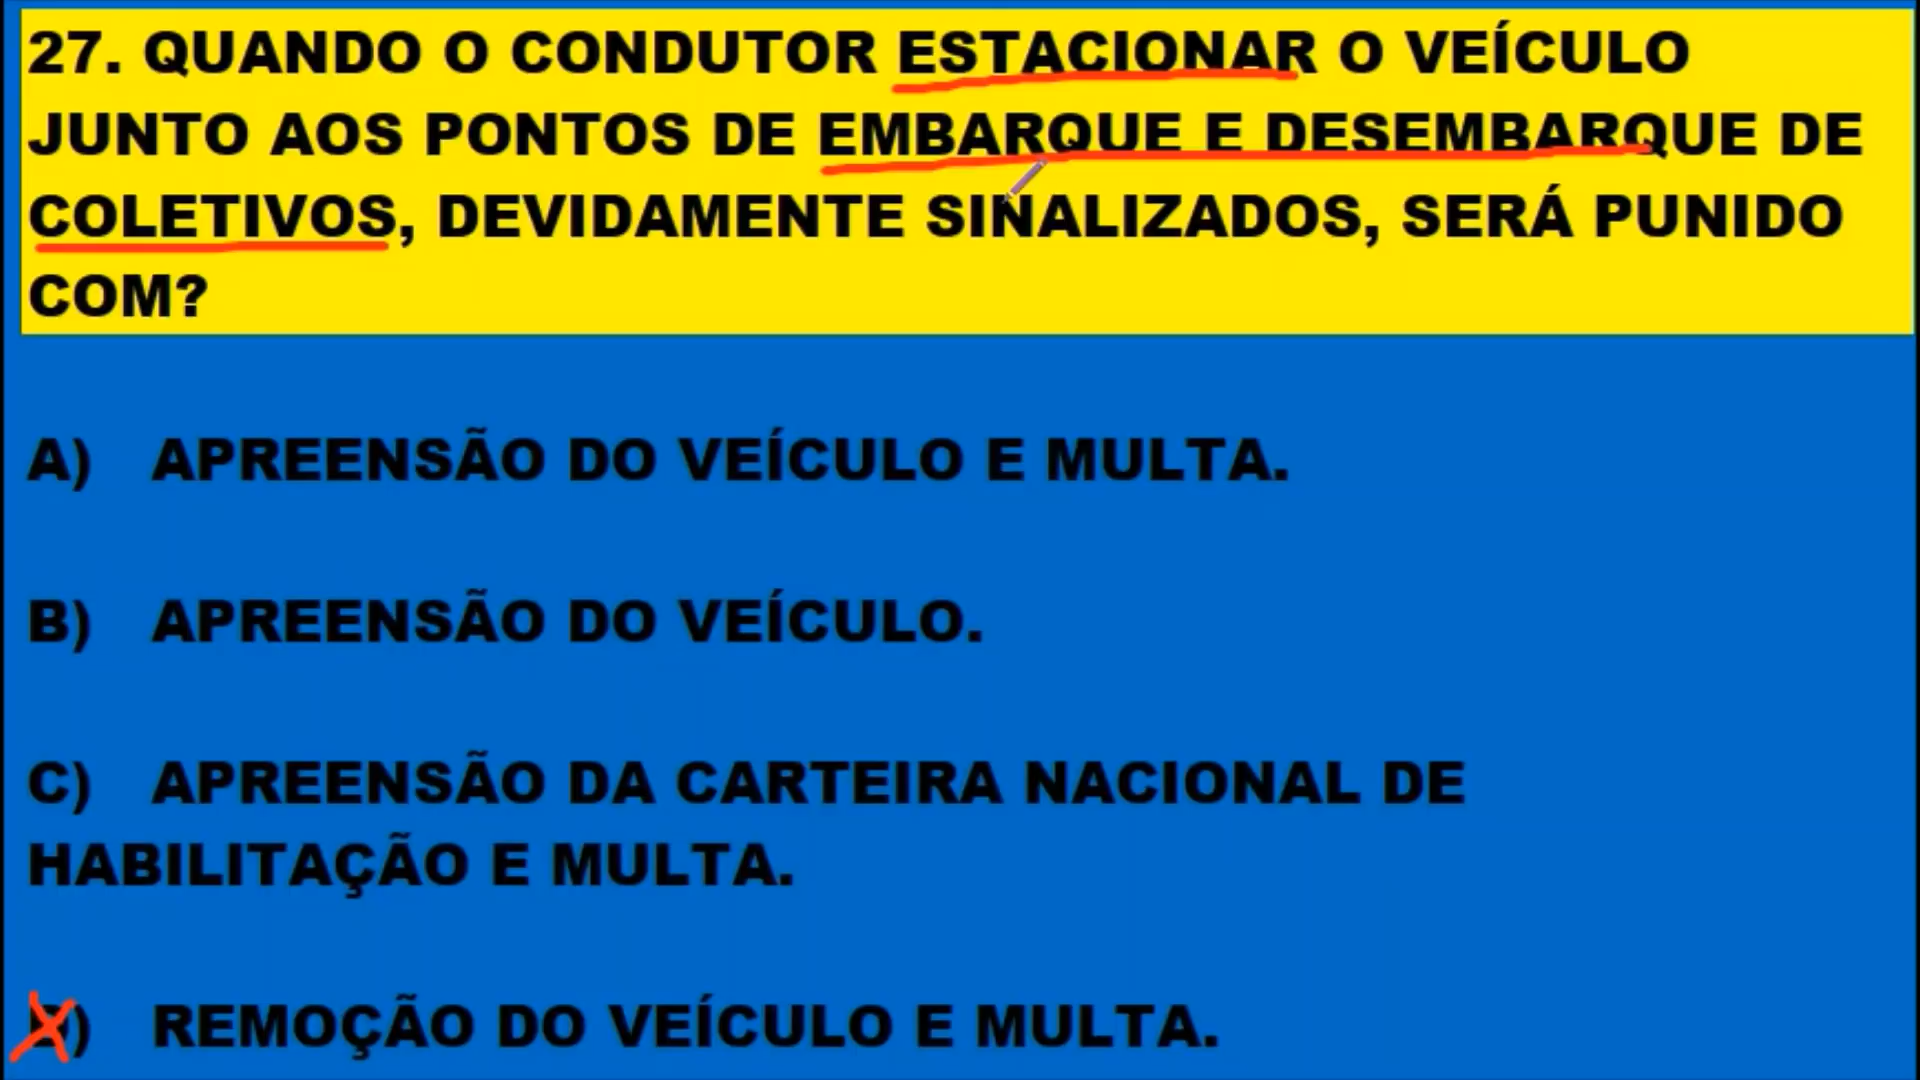 27. QUANDO O CONDUTOR ESTACIONAR O VEÍCULO
JUNTO AOS PONTOS DE EMBARQUE E DESEMBARQUE DE
COLETIVOS, DEVIDAMENTE SINALIZADOS, SERÁ PUNIDO
COM?
A) APREENSÃO DO VEÍCULO E MULTA.
B) APREENSÃO DO VEÍCULO.
C) APREENSÃO DA CARTEIRA NACIONAL DE
HABILITAÇÃO E MULTA.
D) REMOÇÃO DO VEÍCULO E MULTA.